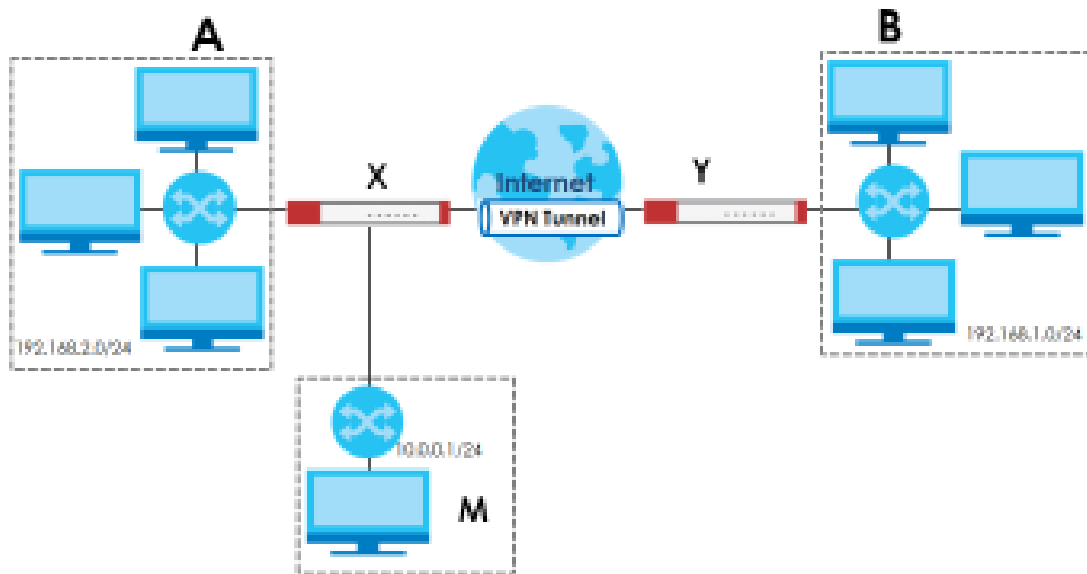 A
B
X
Y
Internet
VPN Tunnel
192.168.2.0/24
192.168.1.0/24
10.0.0.1/24
M